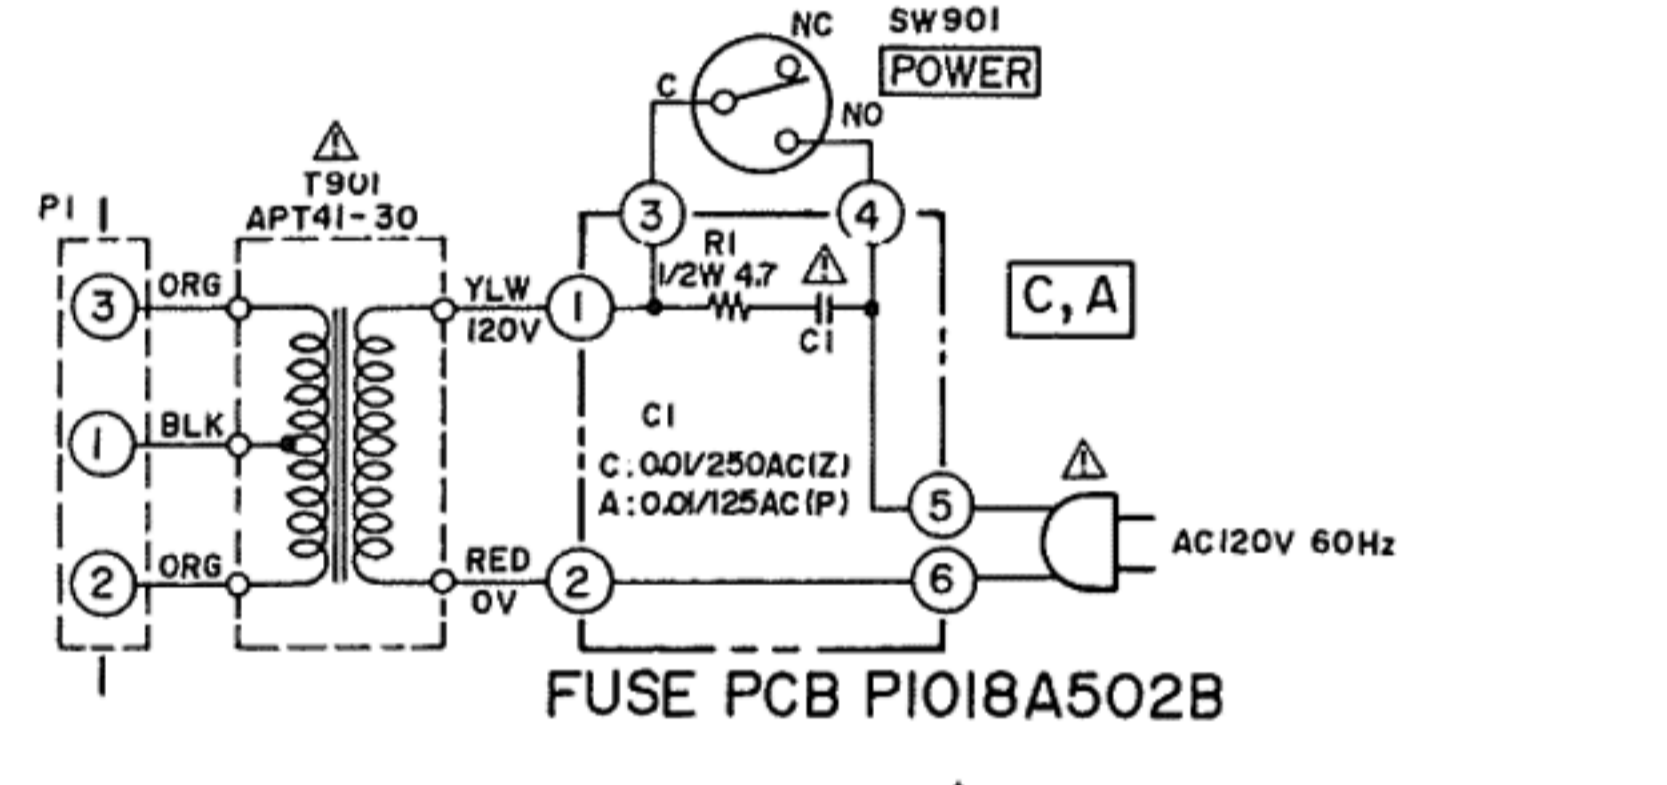 NC
SW901
POWER
C
NO
T901
APT41-30
P1
3
4
R1
1/2W 4.7
C, A
3
ORG
YLW
120V
1
C1
1
BLK
C1
C: 0.01/250AC(Z)
A: 0.01/125AC(P)
5
AC120V 60Hz
2
ORG
RED
0V
2
6
FUSE PCB P1018A502B